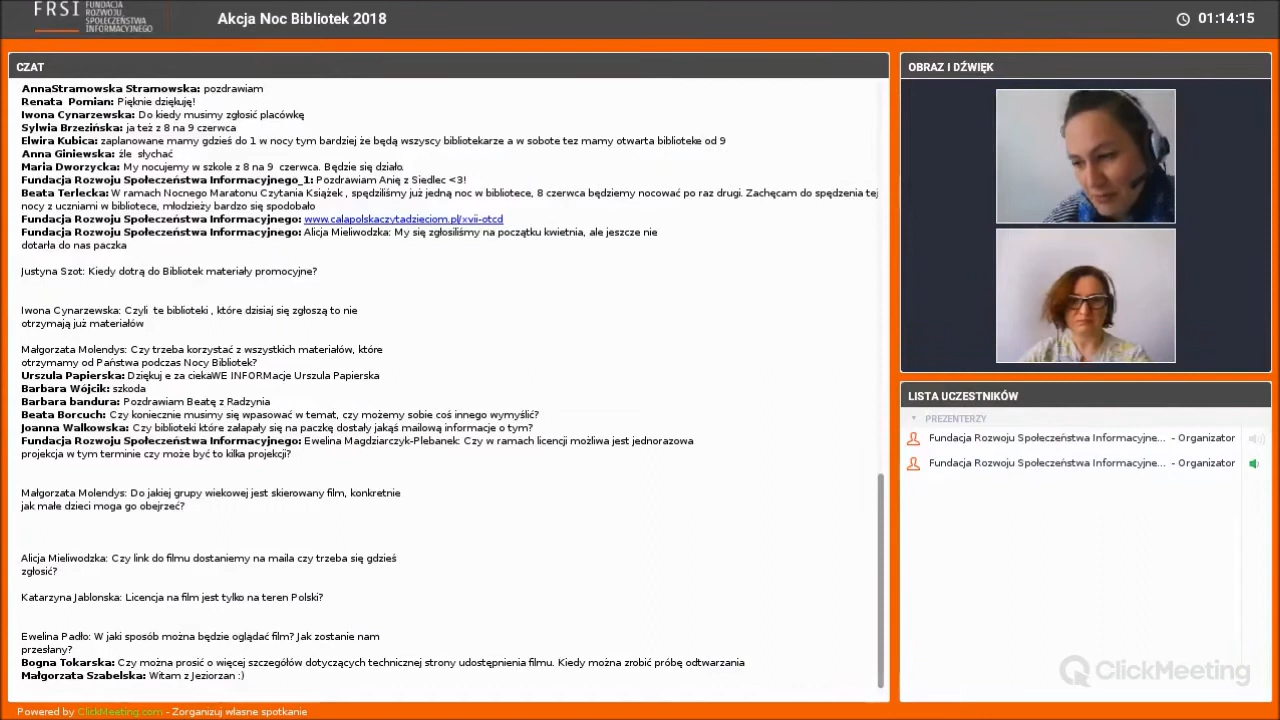 FRSI
FUNDACJA
ROZWOJU
SPOŁECZEŃSTWA
INFORMACYJNEGO
Akcja Noc Bibliotek 2018
01:14:15
CZAT
AnnaStramowska Stramowska: pozdrawiam
Renata Pomian: Pięknie dziękuję!
Iwona Cynarzewska: Do kiedy musimy zgłosić placówkę
Sylwia Brzezińska: ja też z 8 na 9 czerwca
Elwira Kubica: zaplanowane mamy gdzieś do 1 w nocy tym bardziej że będą wszyscy bibliotekarze a w sobote tez mamy otwarta biblioteke od 9
Anna Giniewska: żle słychać
Maria Dworzycka: My nocujemy w szkole z 8 na 9 czerwca. Będzie się działo.
Fundacja Rozwoju Społeczeństwa Informacyjnego_1: Pozdrawiam Anię z Siedlec <3!
Beata Terlecka: W ramach Nocnego Maratonu Czytania Książek , spędziliśmy już jedną noc w bibliotece, 8 czerwca będziemy nocować po raz drugi. Zachęcam do spędzenia tej
nocy z uczniami w bibliotece, młodzieży bardzo się spodobało
Fundacja Rozwoju Społeczeństwa Informacyjnego: www.calapolskaczytadzieciom.pl/xvii-otcd
Fundacja Rozwoju Społeczeństwa Informacyjnego: Alicja Mieliwodzka: My się zgłosiliśmy na początku kwietnia, ale jeszcze nie
dotarła do nas paczka
Justyna Szot: Kiedy dotrą do Bibliotek materiały promocyjne?
Iwona Cynarzewska: Czyli te biblioteki , które dzisiaj się zgłoszą to nie
otrzymają już materiałów
Małgorzata Molendys: Czy trzeba korzystać z wszystkich materiałów, które
otrzymamy od Państwa podczas Nocy Bibliotek?
Urszula Papierska: Dziękuj e za ciekaWE INFORMacje Urszula Papierska
Barbara Wójcik: szkoda
Barbara bandura: Pozdrawiam Beatę z Radzynia
Beata Borcuch: Czy koniecznie musimy się wpasować w temat, czy możemy sobie coś innego wymyślić?
Joanna Walkowska: Czy biblioteki które załapały się na paczkę dostały jakąś mailową informacje o tym?
Fundacja Rozwoju Społeczeństwa Informacyjnego: Ewelina Magdziarczyk-Plebanek: Czy w ramach licencji możliwa jest jednorazowa
projekcja w tym terminie czy może być to kilka projekcji?
Małgorzata Molendys: Do jakiej grupy wiekowej jest skierowany film, konkretnie
jak małe dzieci moga go obejrzeć?
Alicja Mieliwodzka: Czy link do filmu dostaniemy na maila czy trzeba się gdzieś
zgłosić?
Katarzyna Jablonska: Licencja na film jest tylko na teren Polski?
Ewelina Padło: W jaki sposób można będzie oglądać film? Jak zostanie nam
przesłany?
Bogna Tokarska: Czy można prosić o więcej szczegółów dotyczących technicznej strony udostępnienia filmu. Kiedy można zrobić próbę odtwarzania
Małgorzata Szabelska: Witam z Jeziorzan :)
Powered by ClickMeeting.com - Zorganizuj własne spotkanie
OBRAZ I DŹWIĘK
LISTA UCZESTNIKÓW
PREZENTERZY
Fundacja Rozwoju Społeczeństwa Informacyjne... - Organizator
Fundacja Rozwoju Społeczeństwa Informacyjne... - Organizator
ClickMeeting